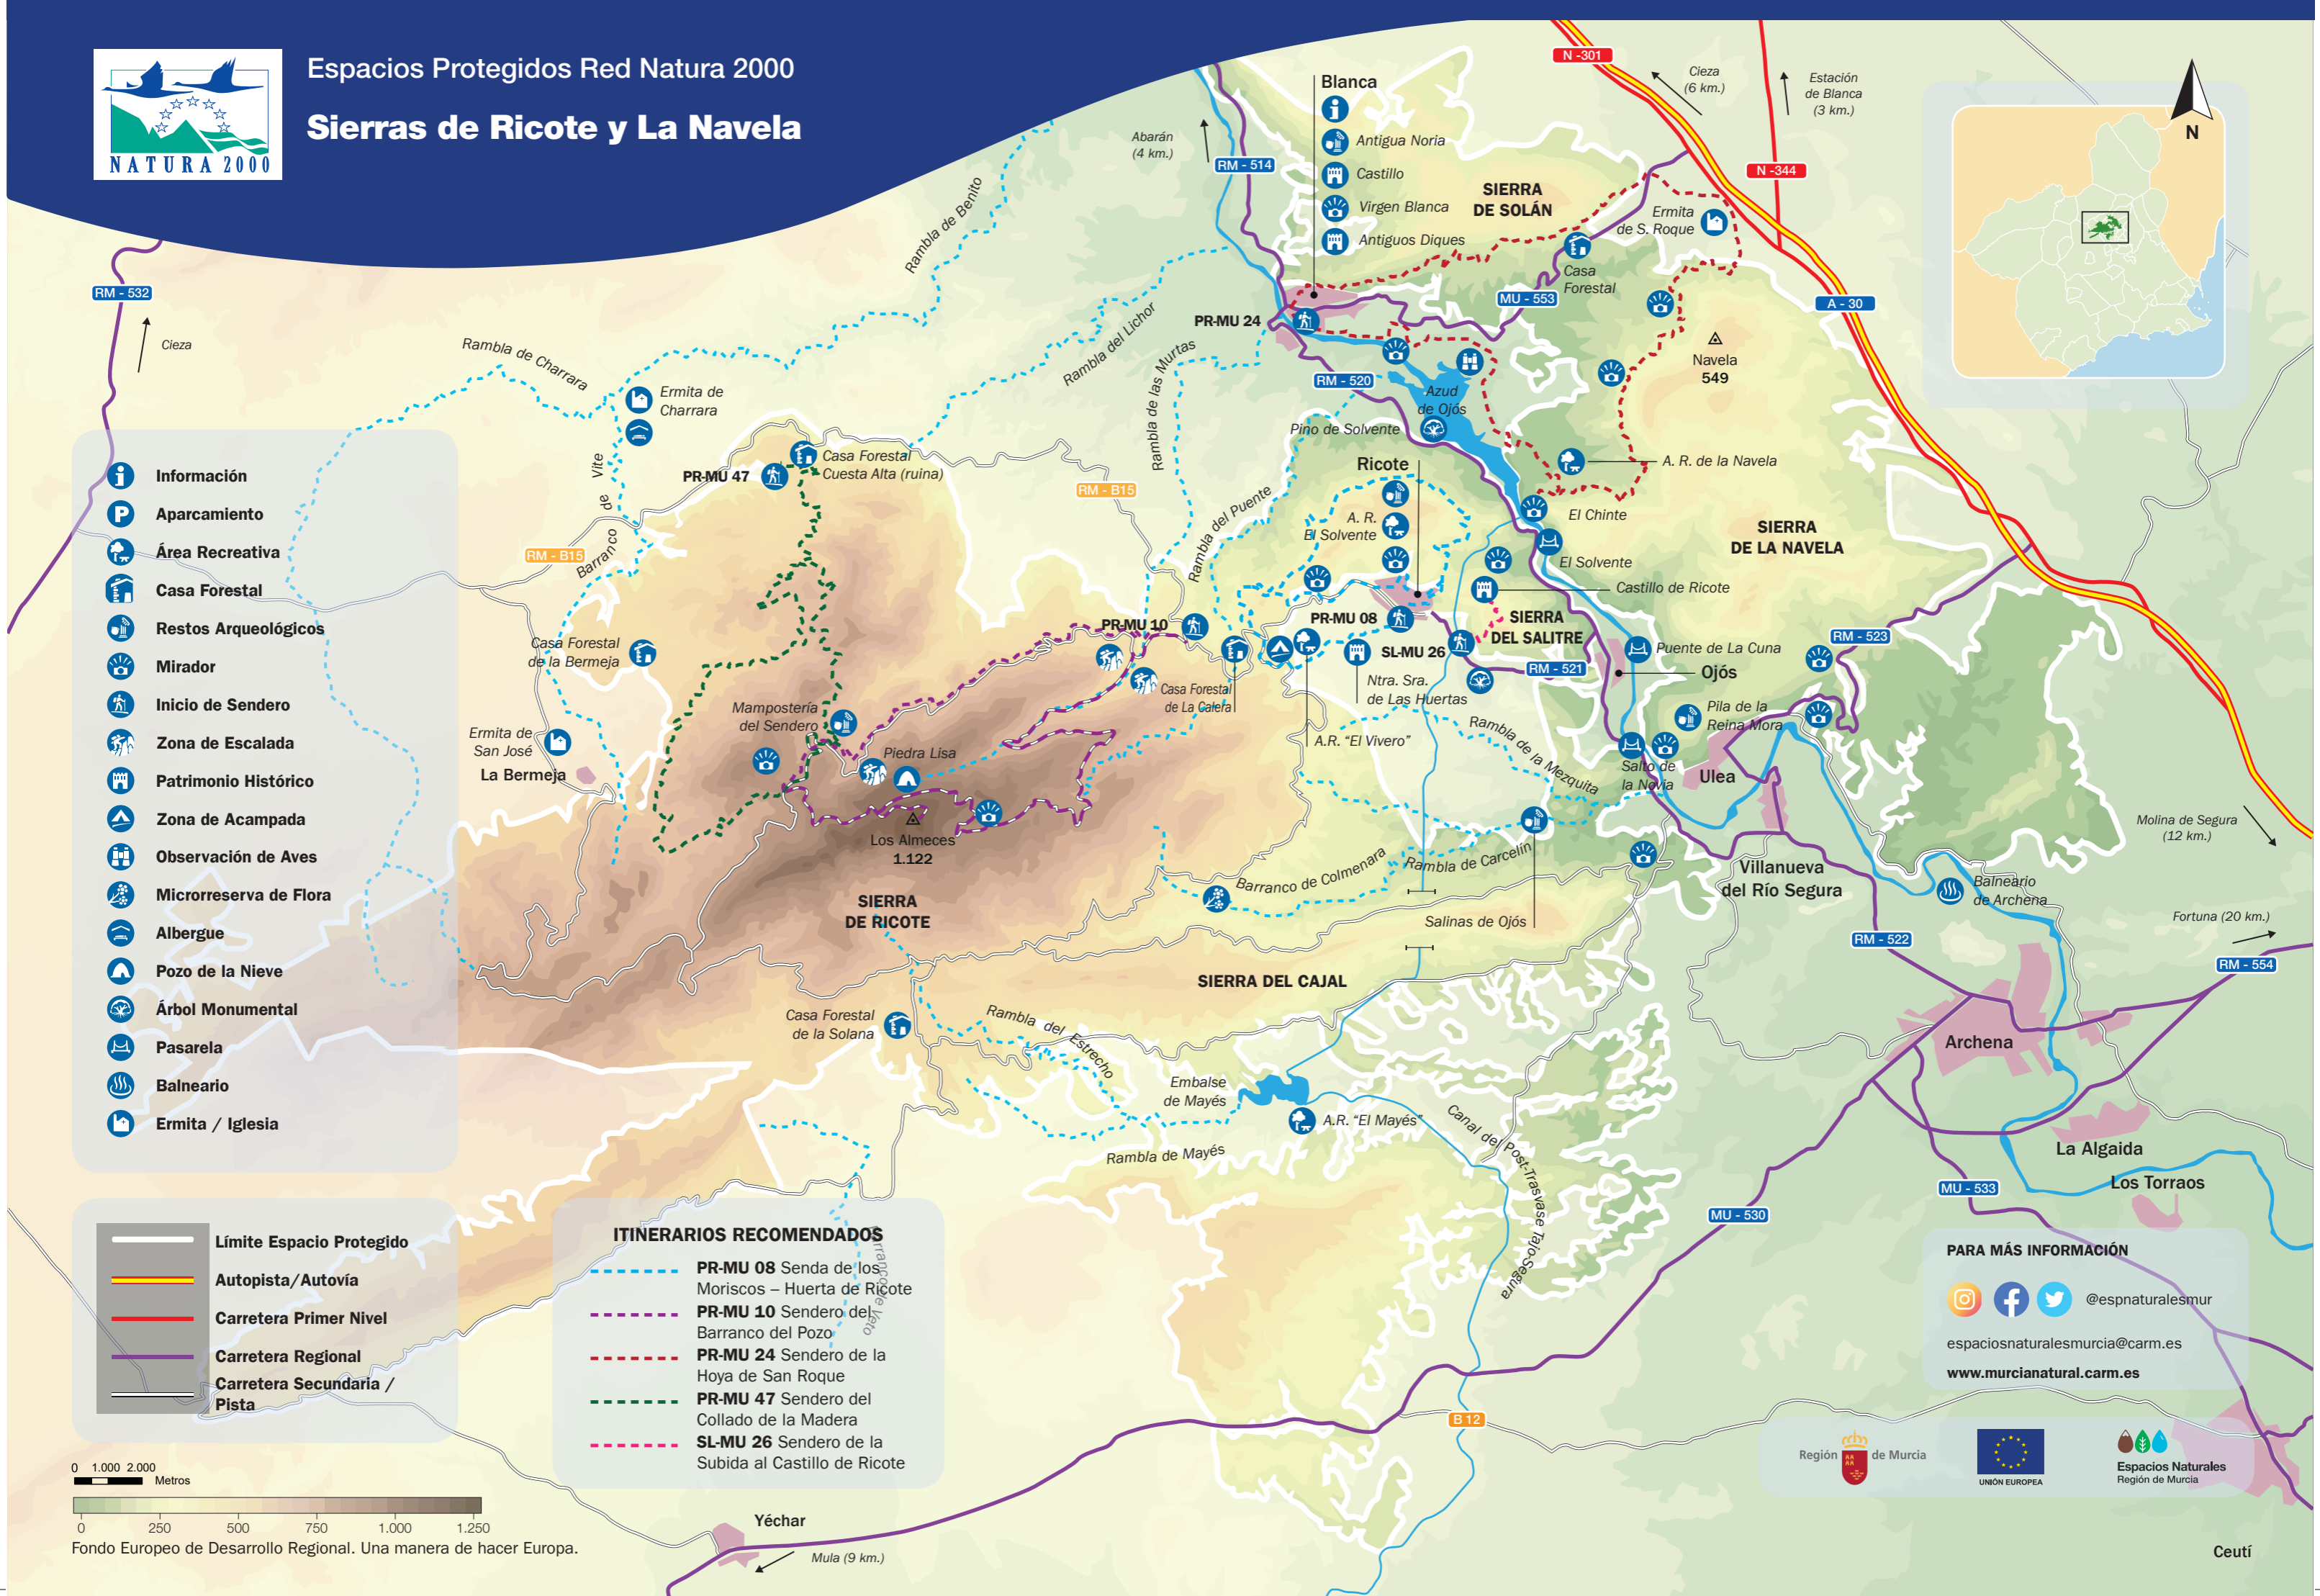 NATURA 2000
Espacios Protegidos Red Natura 2000
Sierras de Ricote y La Navela
N -301
Cieza
(6 km.)
Estación
de Blanca
(3 km.)
N
Abarán
(4 km.)
RM - 514
Blanca
Antigua Noria
Castillo
Virgen Blanca
Antiguos Diques
SIERRA
DE SOLÁN
N -344
Ermita
de S. Roque
Casa
Forestal
MU - 553
A - 30
RM - 532
Cieza
Rambla de Benito
Rambla de Charrara
Rambla del Lichor
Rambla de las Murtas
PR-MU 24
RM - 520
Navela
549
Azud
de Ojós
Pino de Solvente
Ermita de
Charrara
Barranco de Vite
PR-MU 47
Casa Forestal
Cuesta Alta (ruina)
RM - B15
RM - B15
Rambla del Puente
Ricote
A. R.
El Solvente
A. R. de la Navela
El Chinte
SIERRA
DE LA NAVELA
El Solvente
Castillo de Ricote
PR-MU 10
PR-MU 08
SIERRA
DEL SALITRE
SL-MU 26
RM - 521
RM - 523
Puente de La Cuna
Ojós
Casa Forestal
de la Bermeja
Casa Forestal
de La Calera
Ntra. Sra.
de Las Huertas
A.R. “El Vivero”
Rambla de la Mezquita
Pila de la
Reina Mora
Salto de
la Novia
Ulea
Mampostería
del Sendero
Piedra Lisa
Ermita de
San José
La Bermeja
Los Almeces
1.122
SIERRA
DE RICOTE
Barranco de Colmenara
Rambla de Carcelín
Salinas de Ojós
Villanueva
del Río Segura
Molina de Segura
(12 km.)
Balneario
de Archena
Fortuna (20 km.)
RM - 522
RM - 554
SIERRA DEL CAJAL
Casa Forestal
de la Solana
Rambla del Estrecho
Embalse
de Mayés
A.R. “El Mayés”
Rambla de Mayés
Canal del Post-Trasvase Tajo-Segura
Archena
La Algaida
Los Torraos
MU - 533
MU - 530
B 12
Barranco de Veto
Yéchar
Mula (9 km.)
Ceutí
Información
Aparcamiento
P
Área Recreativa
Casa Forestal
Restos Arqueológicos
Mirador
Inicio de Sendero
Zona de Escalada
Patrimonio Histórico
Zona de Acampada
Observación de Aves
Microrreserva de Flora
Albergue
Pozo de la Nieve
Árbol Monumental
Pasarela
Balneario
Ermita / Iglesia
Límite Espacio Protegido
Autopista/Autovía
Carretera Primer Nivel
Carretera Regional
Carretera Secundaria /
Pista
0 1.000 2.000
Metros
0 250 500 750 1.000 1.250
Fondo Europeo de Desarrollo Regional. Una manera de hacer Europa.
ITINERARIOS RECOMENDADOS
PR-MU 08 Senda de los
Moriscos – Huerta de Ricote
PR-MU 10 Sendero del
Barranco del Pozo
PR-MU 24 Sendero de la
Hoya de San Roque
PR-MU 47 Sendero del
Collado de la Madera
SL-MU 26 Sendero de la
Subida al Castillo de Ricote
PARA MÁS INFORMACIÓN
@espnaturalesmur
espaciosnaturalesmurcia@carm.es
www.murcianatural.carm.es
Región de Murcia
UNIÓN EUROPEA
Espacios Naturales
Región de Murcia